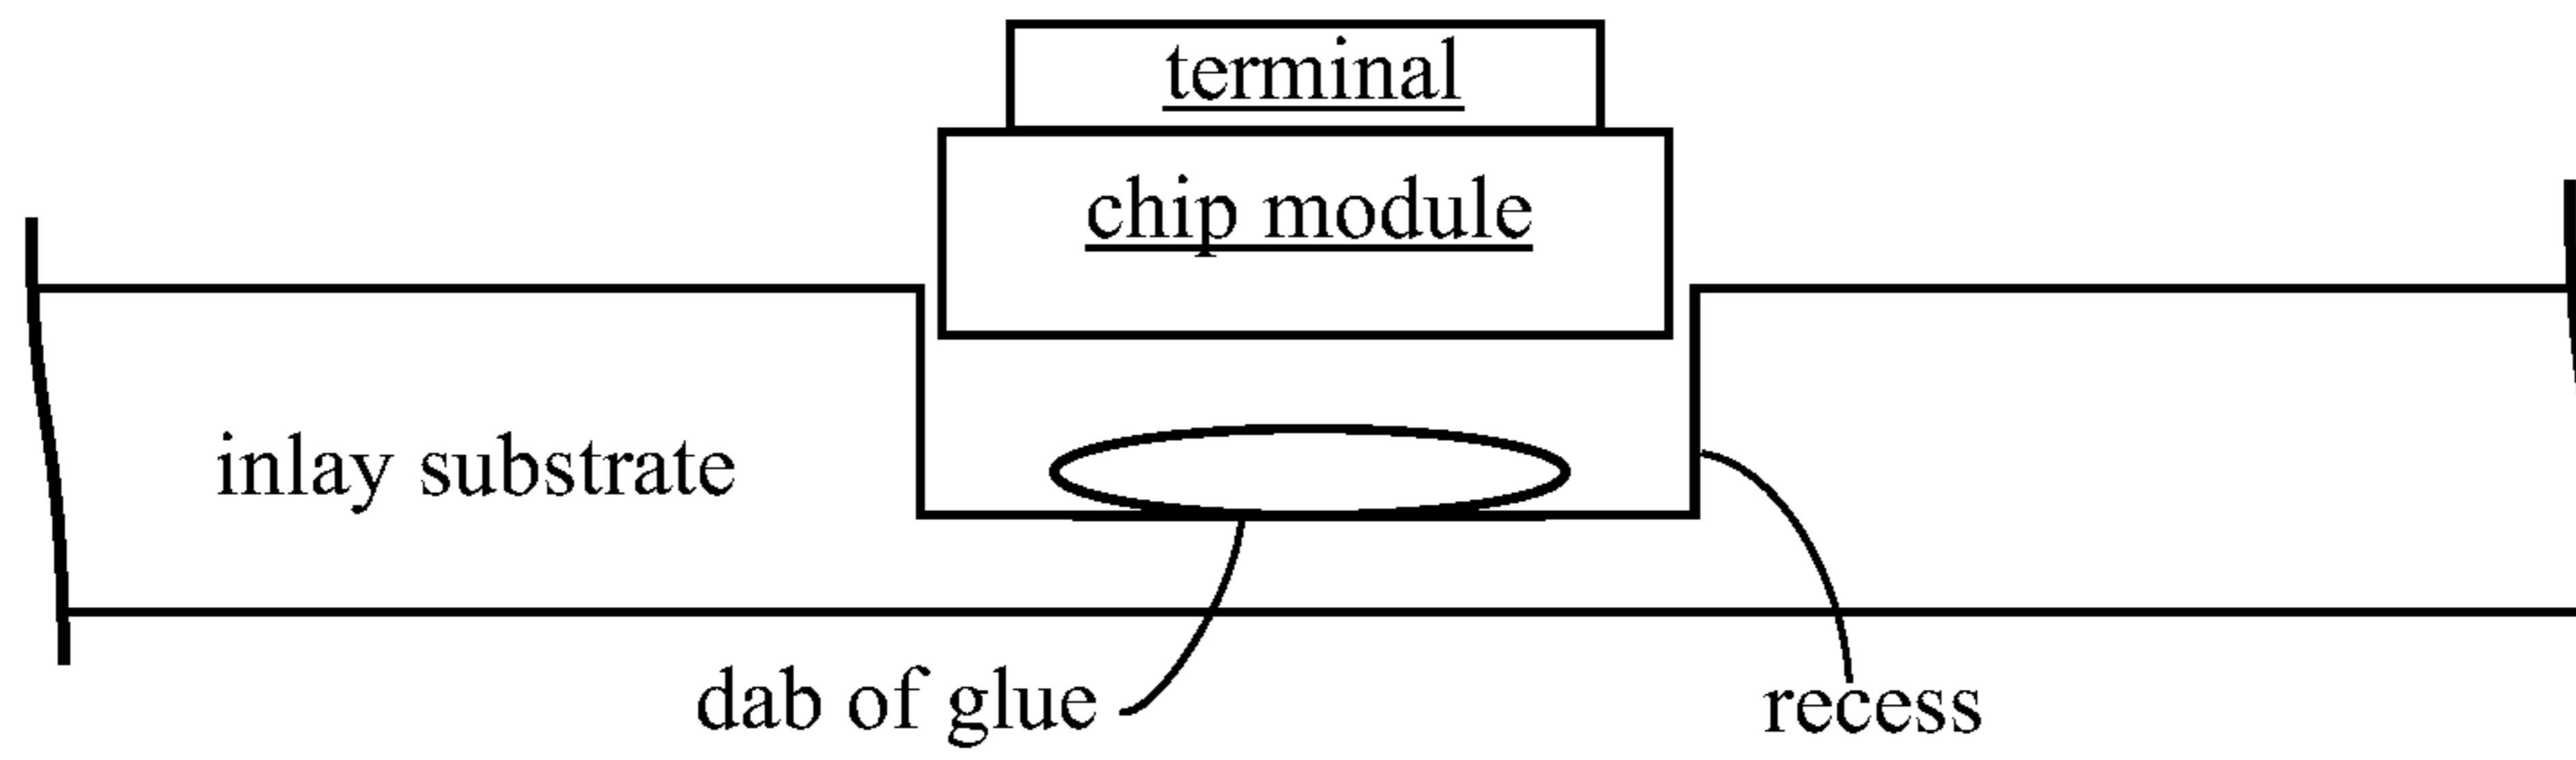 terminal
chip module
inlay substrate
dab of glue
recess